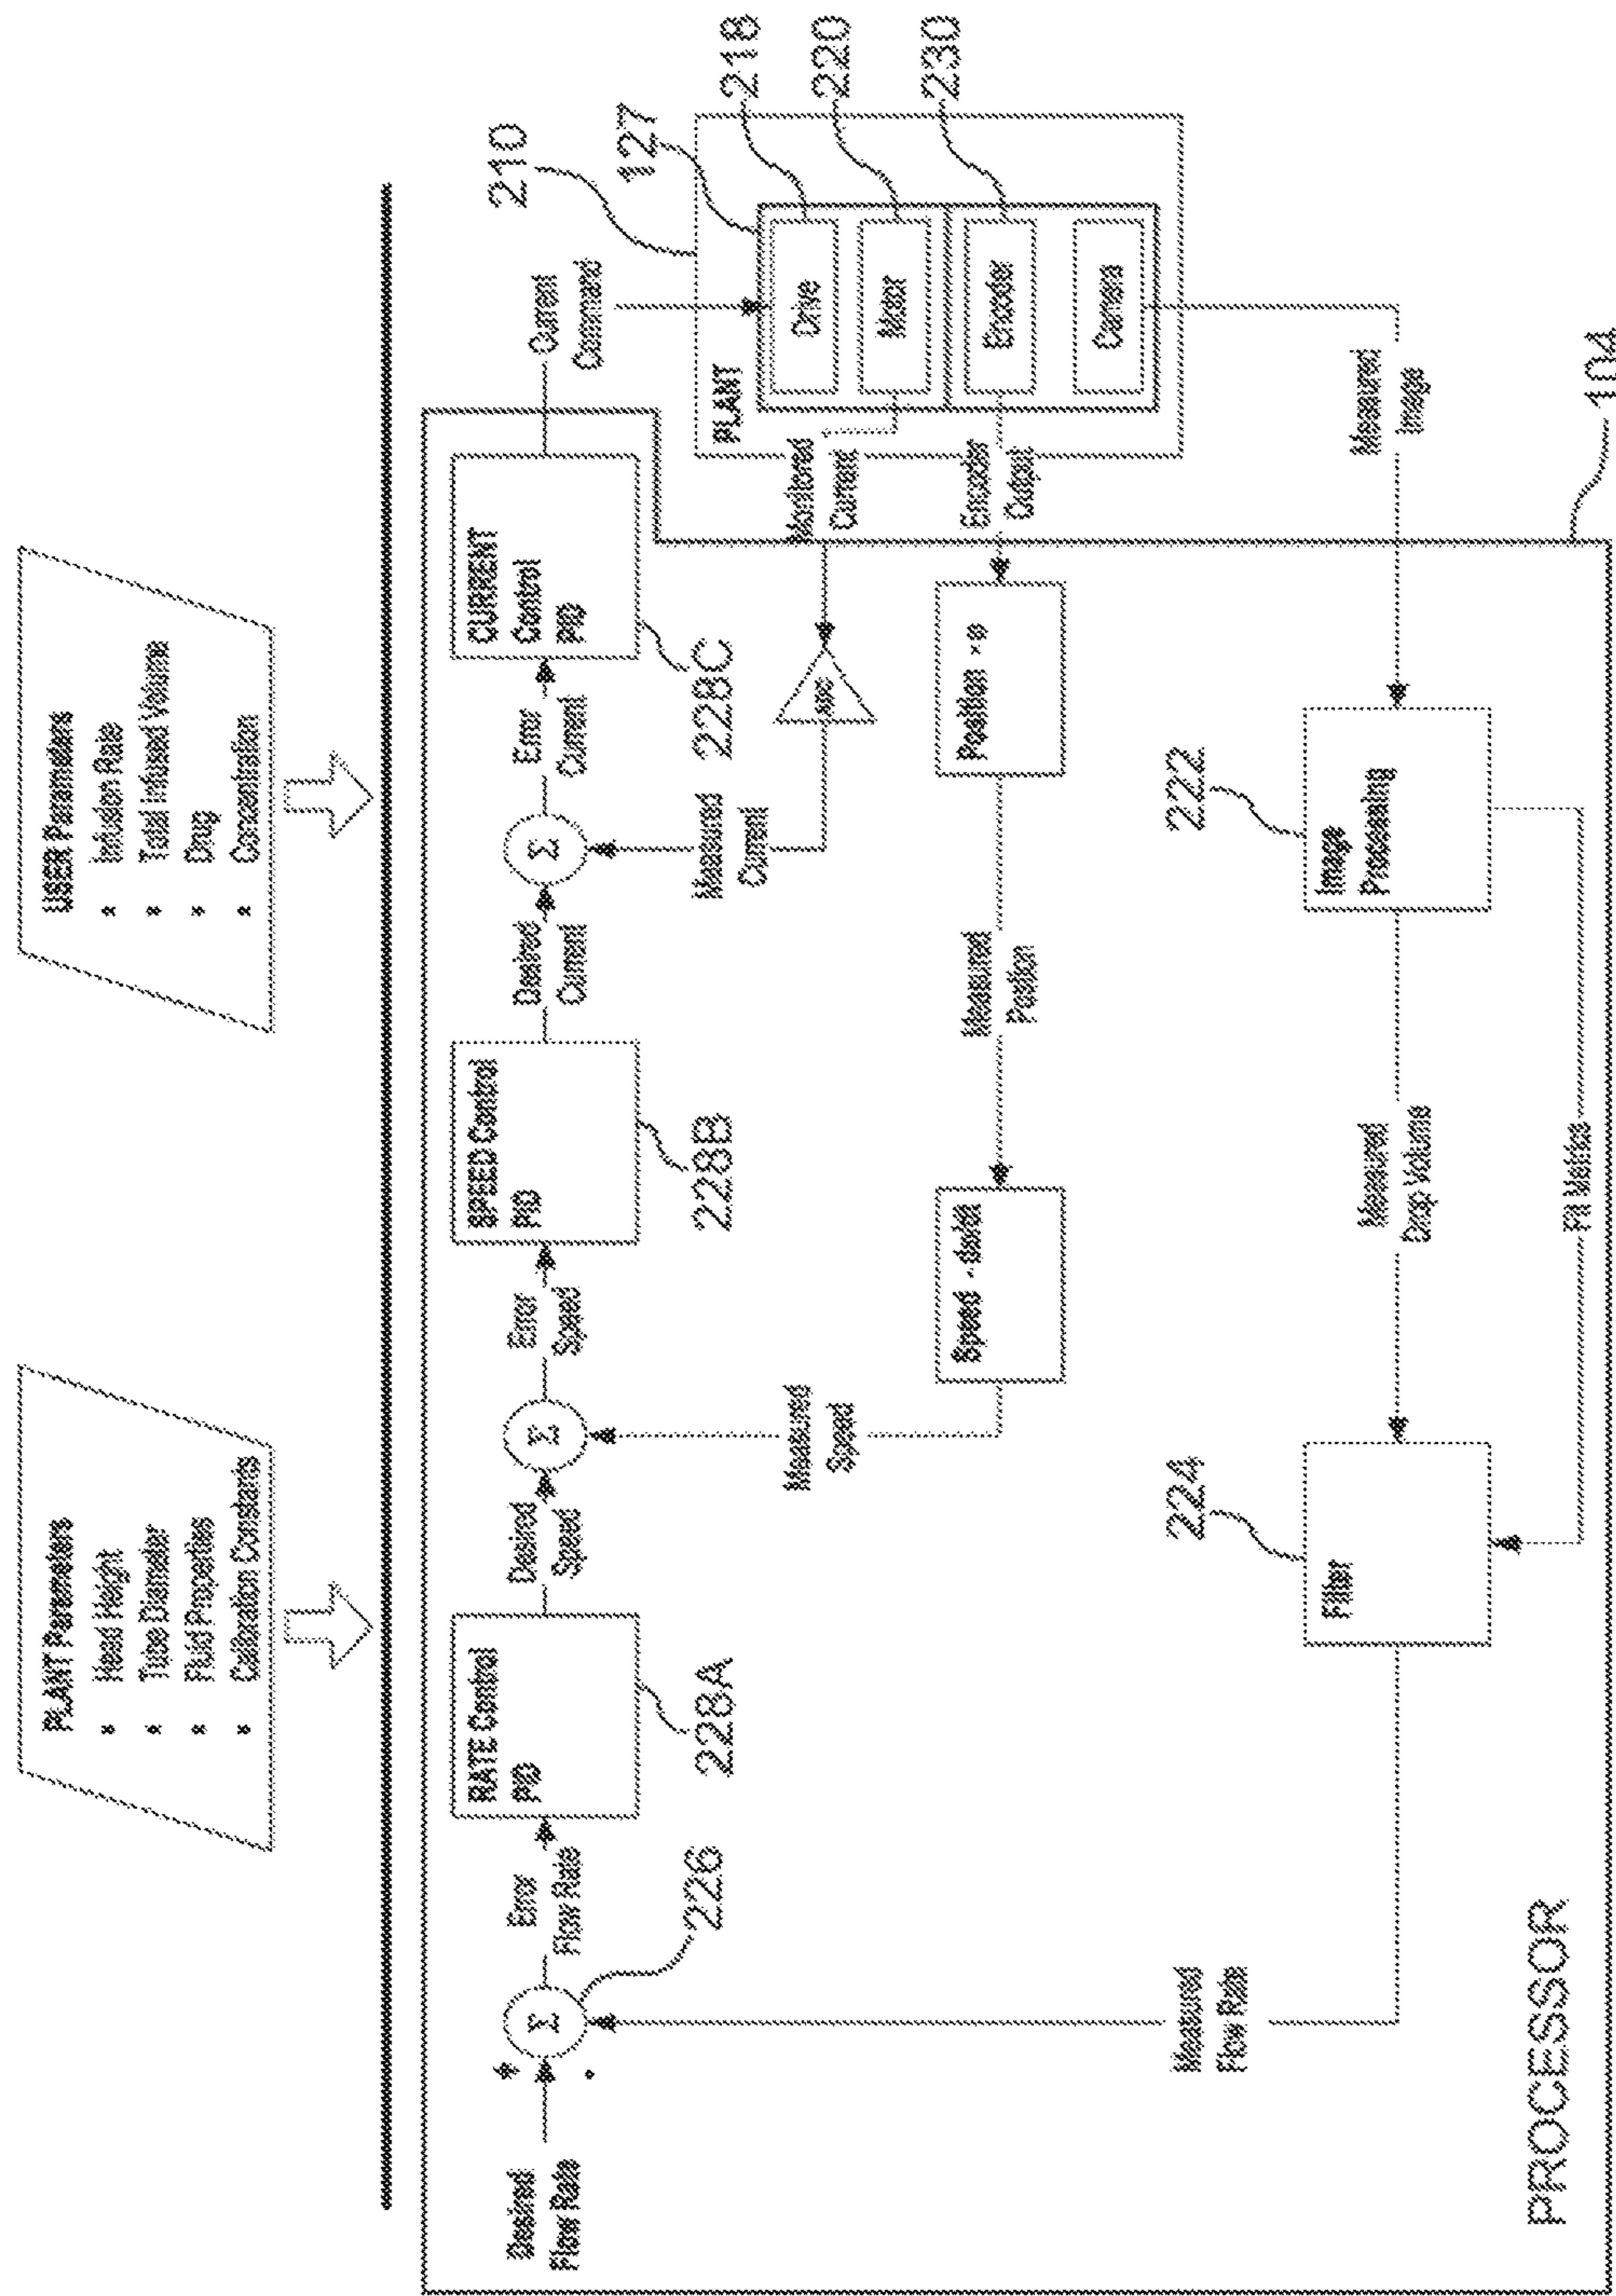 PLANT Parameters
• Head Height
• Tube Diameter
• Fluid Properties
• Calibration Constants
USER Parameters
• Infusion Rate
• Total Infused Volume
• Drug
• Concentration
Desired
Flow Rate
+
-
Σ
226
Error
Flow Rate
RATE Control
PID
228A
Desired
Speed
Σ
Error
Speed
SPEED Control
PID
228B
Desired
Current
Σ
Error
Current
CURRENT
Control
PID
228C
Current
Command
210
127
218
220
230
PLANT
Drive
Motor
Encoder
Camera
Monitored
Current
Measured
Current
Encoder
Output
Position
Measured
Position
Speed
Measured
Speed
Measured
Image
104
222
Image
Processing
Measured
Drop Volume
Fit Metrics
224
Filter
Measured
Flow Rate
PROCESSOR